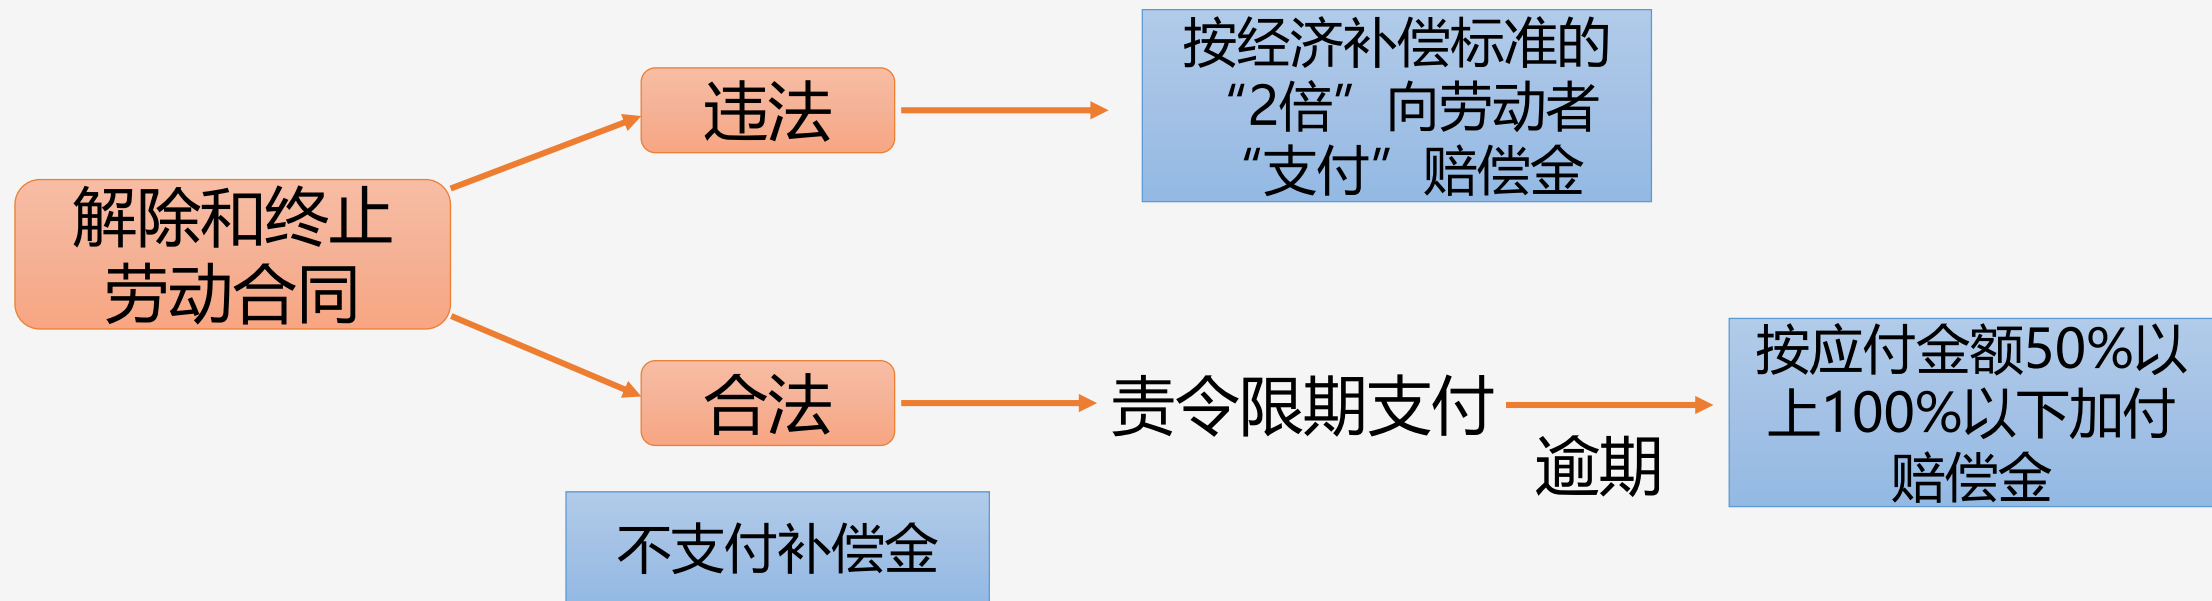 解除和终止
劳动合同
违法
按经济补偿标准的
“2倍”向劳动者
“支付”赔偿金
合法
不支付补偿金
责令限期支付
逾期
按应付金额50%以
上100%以下加付
赔偿金